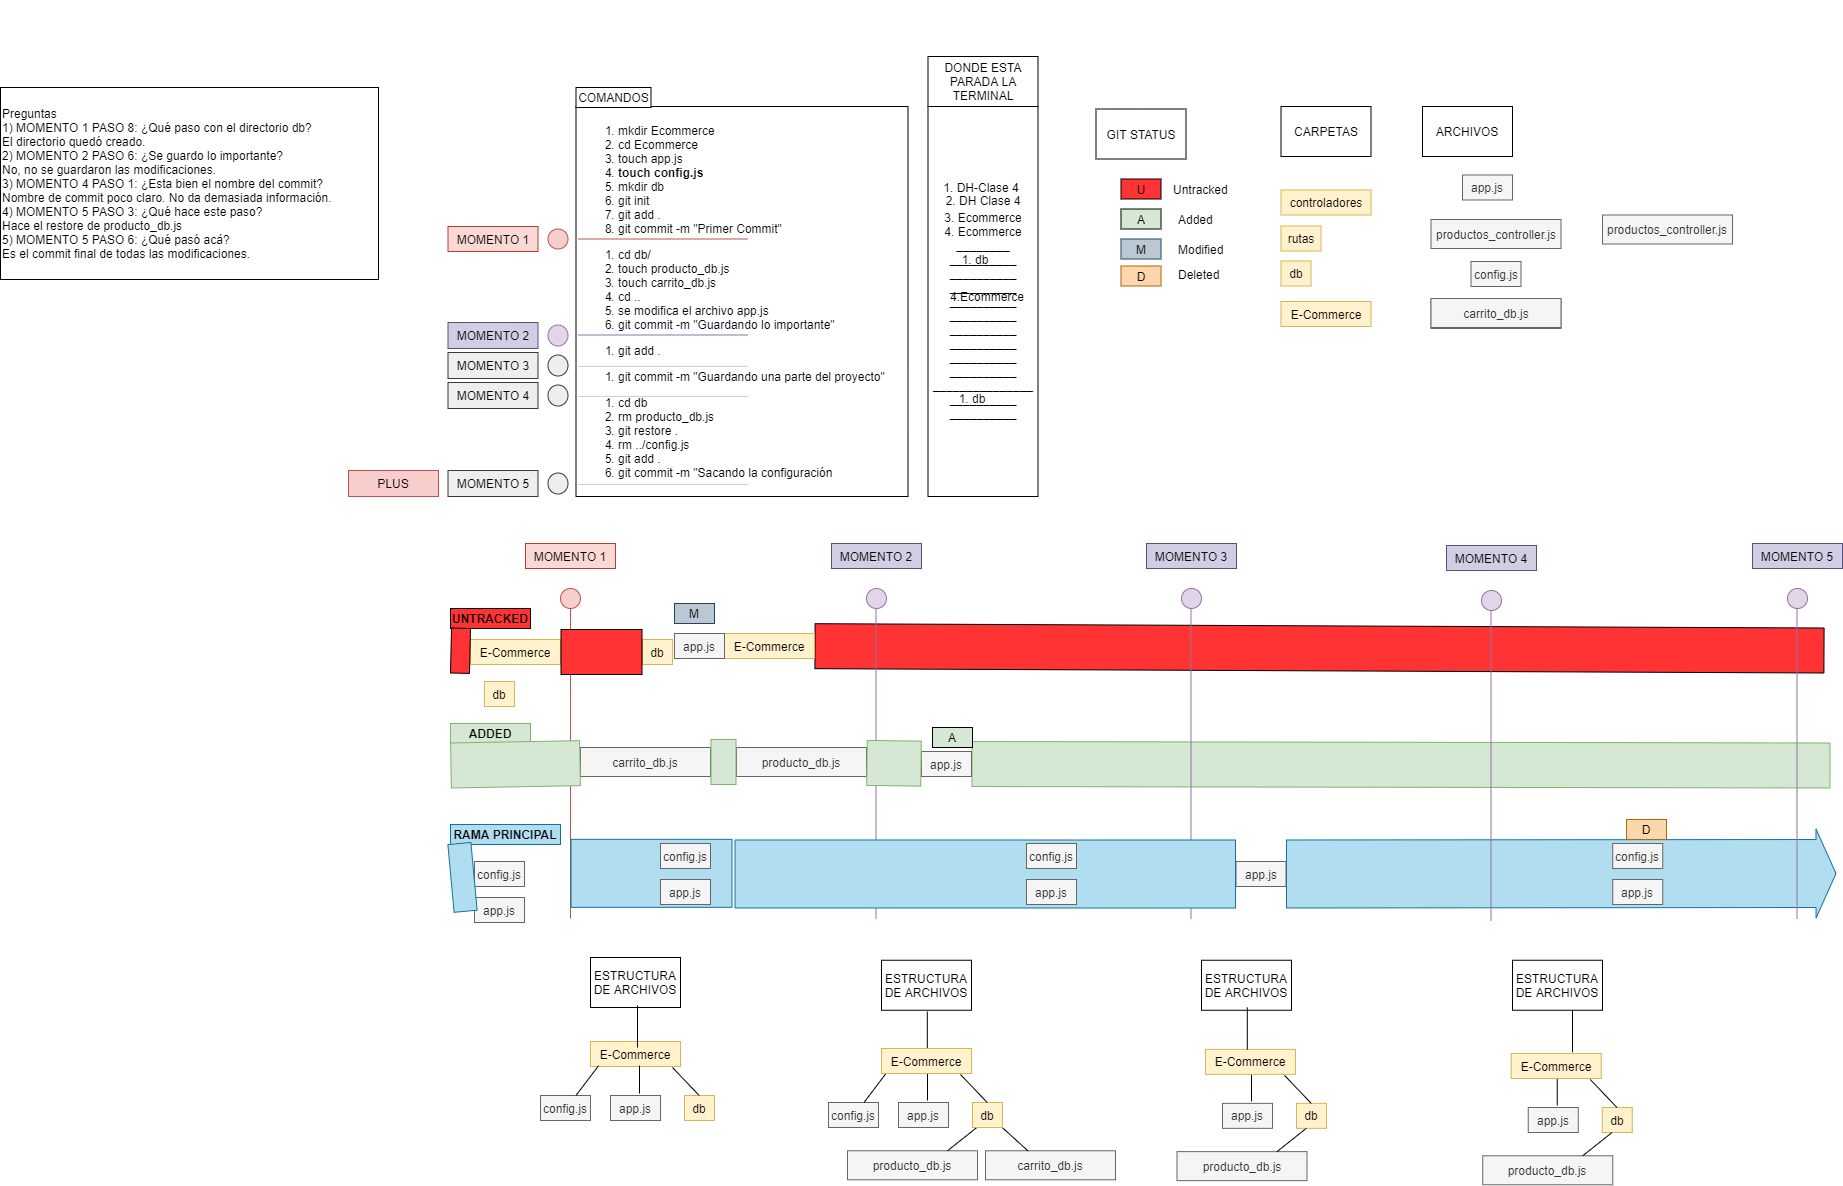 Preguntas
1) MOMENTO 1 PASO 8: ¿Qué paso con el directorio db?
El directorio quedó creado.
2) MOMENTO 2 PASO 6: ¿Se guardo lo importante?
No, no se guardaron las modificaciones.
3) MOMENTO 4 PASO 1: ¿Esta bien el nombre del commit?
Nombre de commit poco claro. No da demasiada información.
4) MOMENTO 5 PASO 3: ¿Qué hace este paso?
Hace el restore de producto_db.js
5) MOMENTO 5 PASO 6: ¿Qué pasó acá?
Es el commit final de todas las modificaciones.
COMANDOS
1. mkdir Ecommerce
2. cd Ecommerce
3. touch app.js
4. touch config.js
5. mkdir db
6. git init
7. git add .
8. git commit -m "Primer Commit"
MOMENTO 1
1. cd db/
2. touch producto_db.js
3. touch carrito_db.js
4. cd ..
5. se modifica el archivo app.js
6. git commit -m "Guardando lo importante"
MOMENTO 2
1. git add .
MOMENTO 3
1. git commit -m "Guardando una parte del proyecto"
MOMENTO 4
1. cd db
2. rm producto_db.js
3. git restore .
4. rm ../config.js
5. git add .
6. git commit -m "Sacando la configuración
PLUS
MOMENTO 5
DONDE ESTA
PARADA LA
TERMINAL
1. DH-Clase 4
2. DH Clase 4
3. Ecommerce
4. Ecommerce
1. db
4.Ecommerce
1. db
GIT STATUS
U Untracked
A Added
M Modified
D Deleted
CARPETAS
controladores
rutas
db
E-Commerce
ARCHIVOS
app.js
productos_controller.js
productos_controller.js
config.js
carrito_db.js
MOMENTO 1
MOMENTO 2
MOMENTO 3
MOMENTO 4
MOMENTO 5
UNTRACKED
E-Commerce
db
db
M
app.js
E-Commerce
ADDED
carrito_db.js
producto_db.js
A
app.js
RAMA PRINCIPAL
config.js
app.js
config.js
app.js
config.js
app.js
app.js
D
config.js
app.js
ESTRUCTURA
DE ARCHIVOS
E-Commerce
config.js
app.js
db
ESTRUCTURA
DE ARCHIVOS
E-Commerce
config.js
app.js
db
producto_db.js
carrito_db.js
ESTRUCTURA
DE ARCHIVOS
E-Commerce
app.js
db
producto_db.js
ESTRUCTURA
DE ARCHIVOS
E-Commerce
app.js
db
producto_db.js